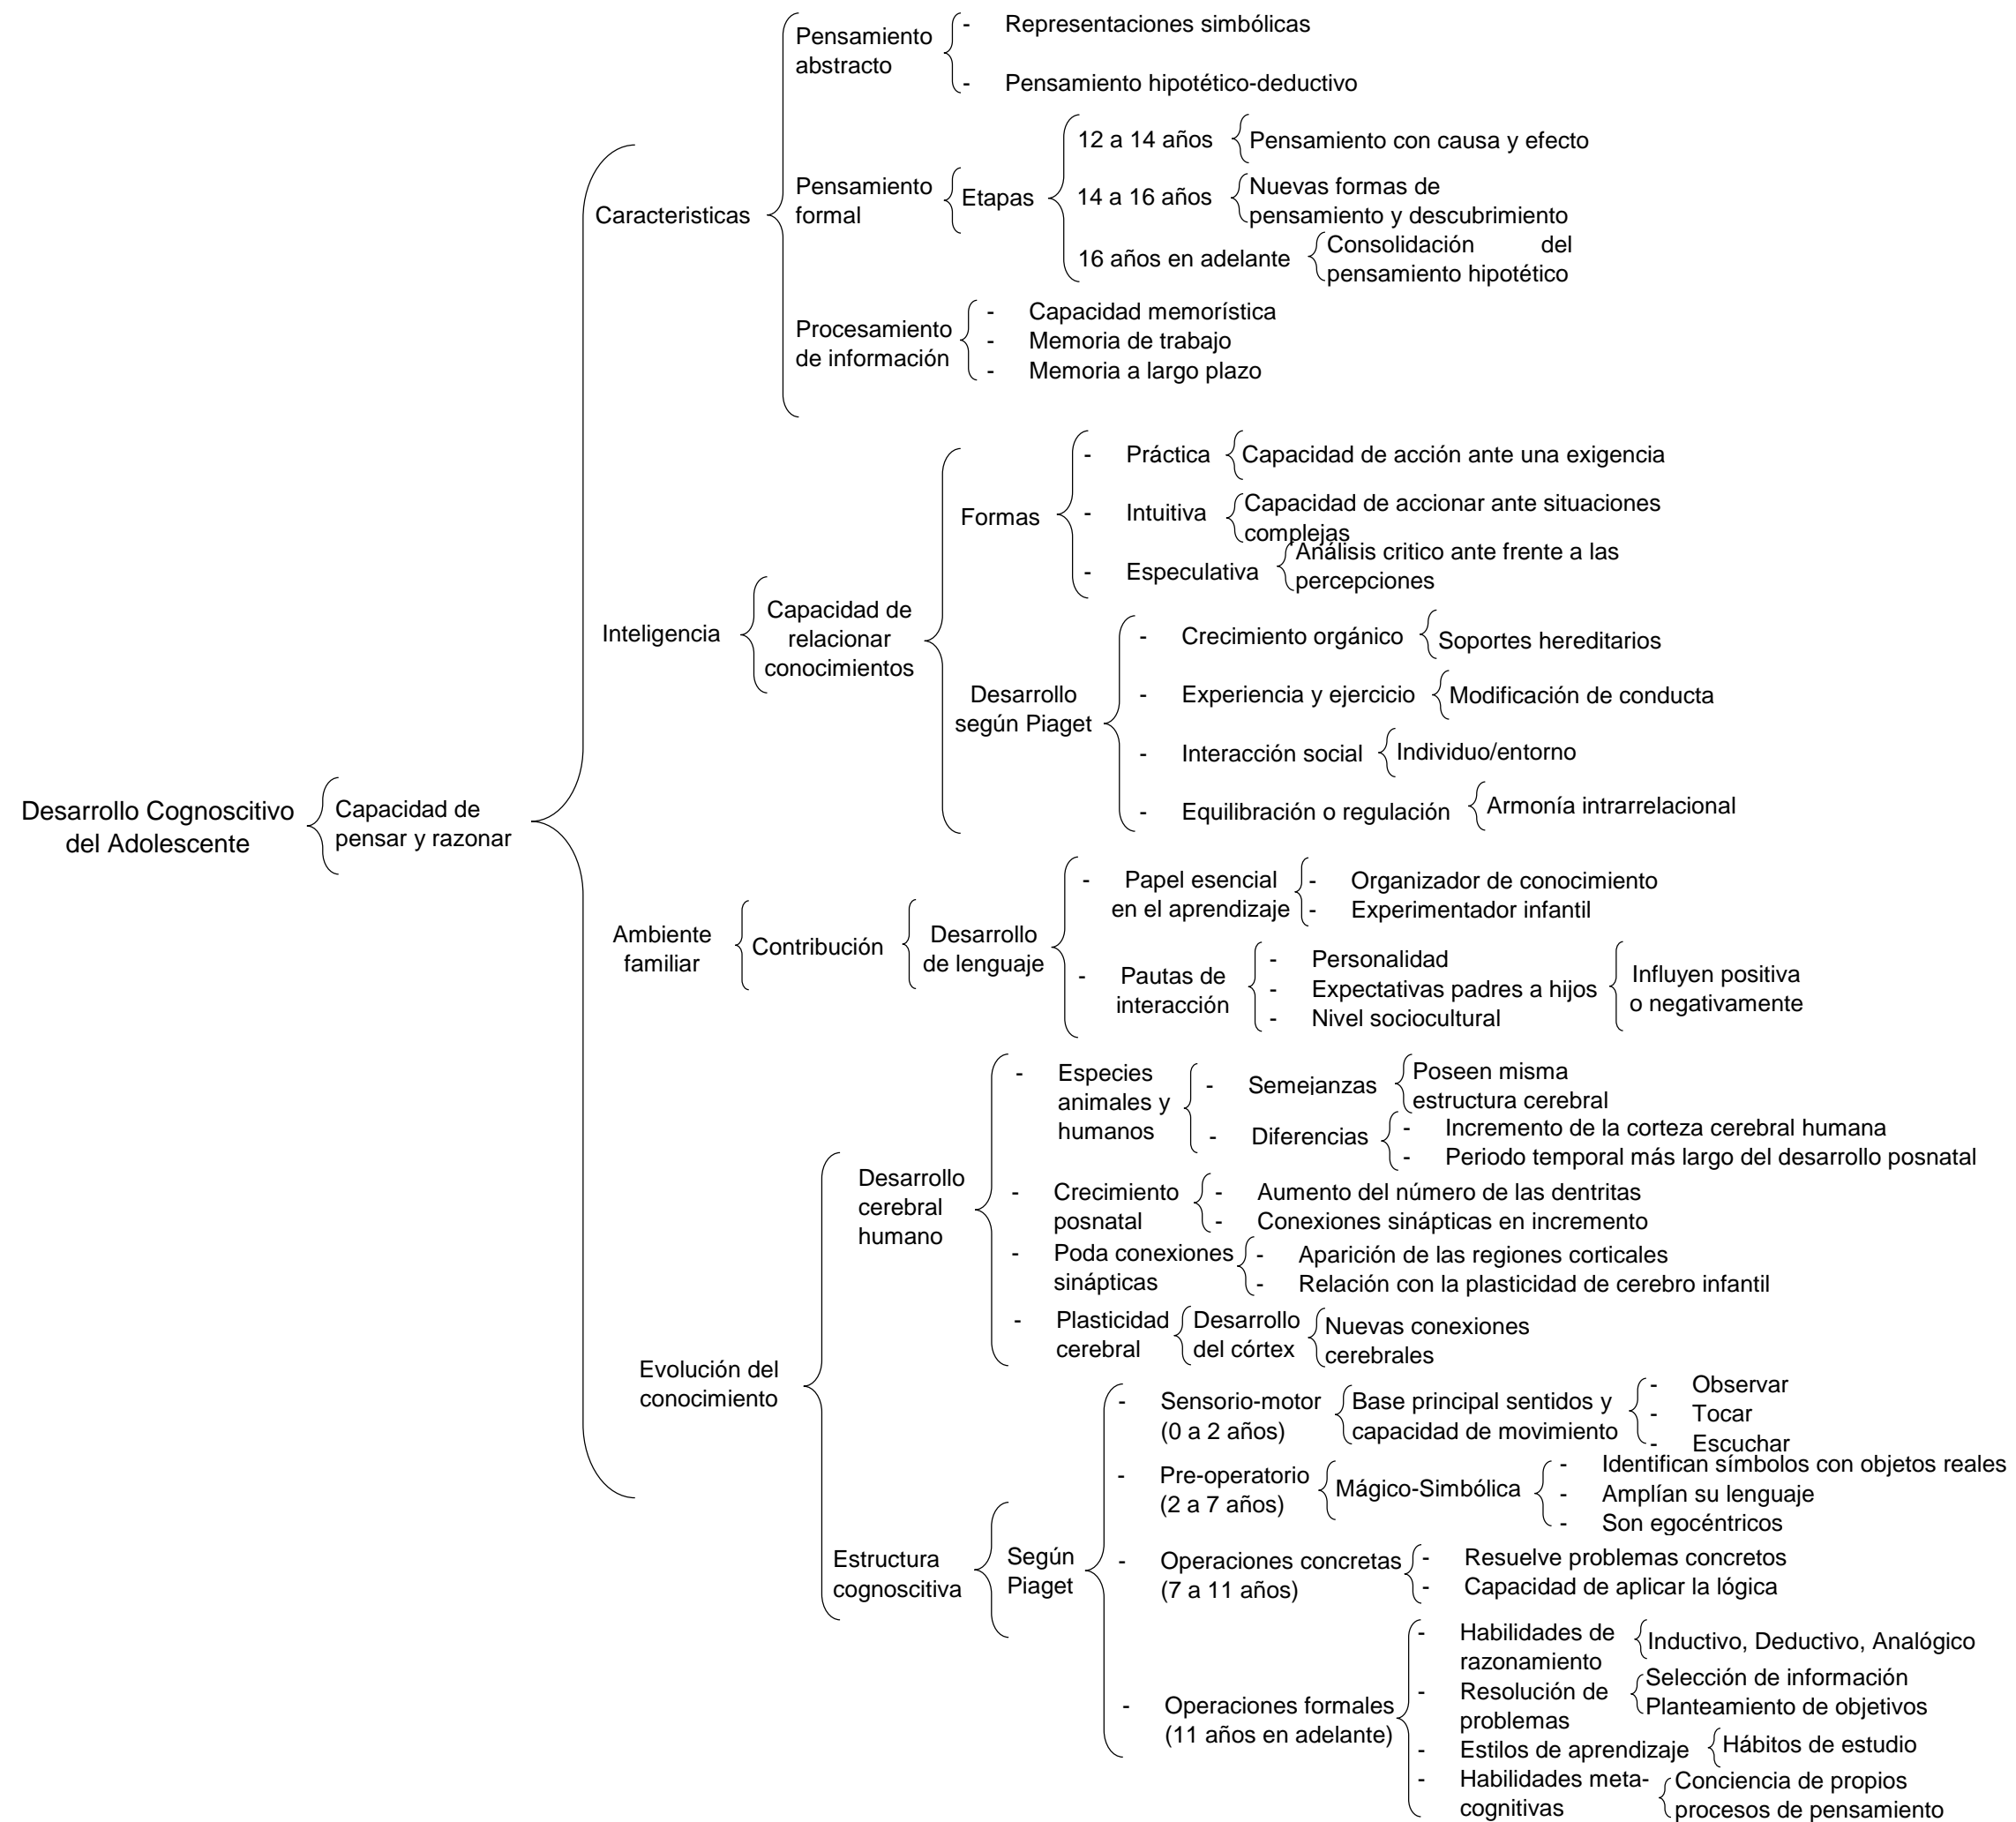 Desarrollo Cognoscitivo
del Adolescente
Capacidad de
pensar y razonar
Caracteristicas
Pensamiento
abstracto
- Representaciones simbólicas
- Pensamiento hipotético-deductivo
Pensamiento
formal
Etapas
12 a 14 años
Pensamiento con causa y efecto
14 a 16 años
Nuevas formas de
pensamiento y descubrimiento
16 años en adelante
Consolidación del
pensamiento hipotético
Procesamiento
de información
- Capacidad memorística
- Memoria de trabajo
- Memoria a largo plazo
Inteligencia
Capacidad de
relacionar
conocimientos
Formas
- Práctica
Capacidad de acción ante una exigencia
- Intuitiva
Capacidad de accionar ante situaciones
complejas
- Especulativa
Análisis critico ante frente a las
percepciones
Desarrollo
según Piaget
- Crecimiento orgánico
Soportes hereditarios
- Experiencia y ejercicio
Modificación de conducta
- Interacción social
Individuo/entorno
- Equilibración o regulación
Armonía intrarrelacional
Ambiente
familiar
Contribución
Desarrollo
de lenguaje
- Papel esencial
en el aprendizaje
- Organizador de conocimiento
- Experimentador infantil
- Pautas de
interacción
- Personalidad
- Expectativas padres a hijos
- Nivel sociocultural
Influyen positiva
o negativamente
Evolución del
conocimiento
Desarrollo
cerebral
humano
- Especies
animales y
humanos
- Semejanzas
Poseen misma
estructura cerebral
- Diferencias
- Incremento de la corteza cerebral humana
- Periodo temporal más largo del desarrollo posnatal
- Crecimiento
posnatal
- Aumento del número de las dentritas
- Conexiones sinápticas en incremento
- Poda conexiones
sinápticas
- Aparición de las regiones corticales
- Relación con la plasticidad de cerebro infantil
- Plasticidad
cerebral
Desarrollo
del córtex
Nuevas conexiones
cerebrales
Estructura
cognoscitiva
Según
Piaget
- Sensorio-motor
(0 a 2 años)
Base principal sentidos y
capacidad de movimiento
- Observar
- Tocar
- Escuchar
- Pre-operatorio
(2 a 7 años)
Mágico-Simbólica
- Identifican símbolos con objetos reales
- Amplían su lenguaje
- Son egocéntricos
- Operaciones concretas
(7 a 11 años)
- Resuelve problemas concretos
- Capacidad de aplicar la lógica
- Operaciones formales
(11 años en adelante)
- Habilidades de
razonamiento
Inductivo, Deductivo, Analógico
- Resolución de
problemas
Selección de información
Planteamiento de objetivos
- Estilos de aprendizaje
Hábitos de estudio
- Habilidades meta-
cognitivas
Conciencia de propios
procesos de pensamiento